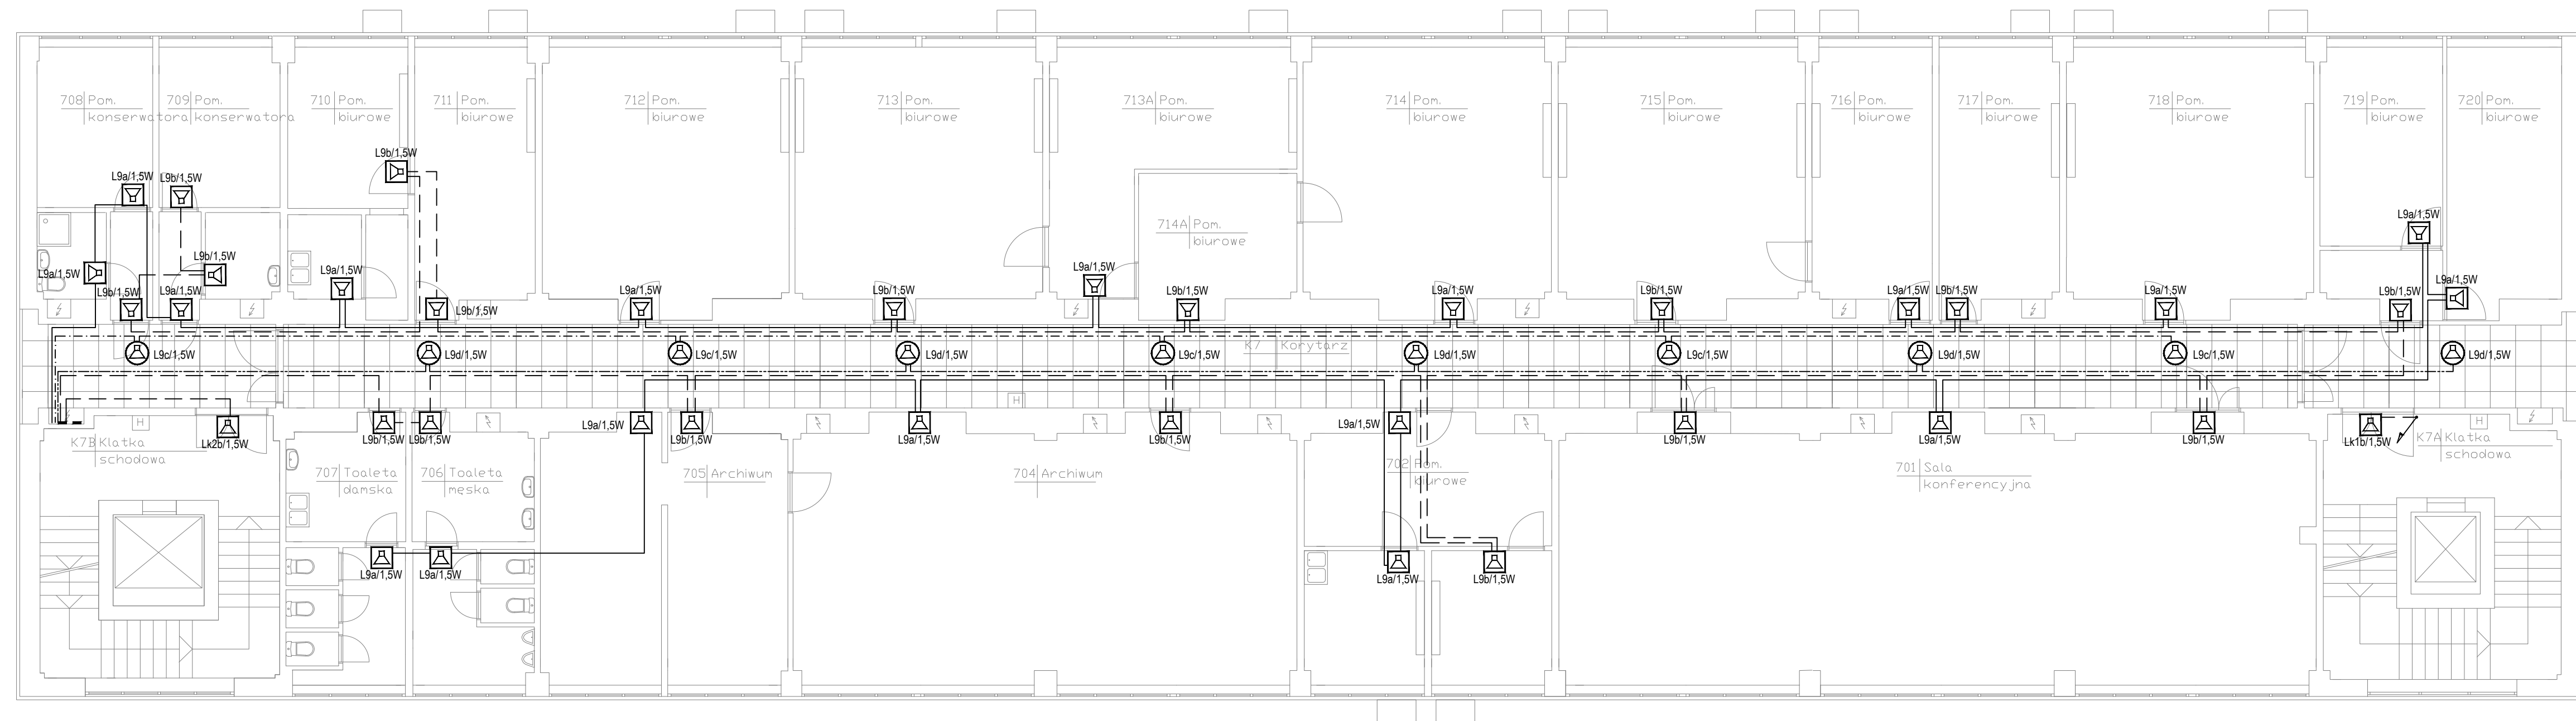 708 Pom.
konserwatora
709 Pom.
konserwatora
710 Pom.
biurowe
711 Pom.
biurowe
712 Pom.
biurowe
713 Pom.
biurowe
713A Pom.
biurowe
714 Pom.
biurowe
715 Pom.
biurowe
716 Pom.
biurowe
717 Pom.
biurowe
718 Pom.
biurowe
719 Pom.
biurowe
720 Pom.
biurowe
L9b/1,5W
L9a/1,5W
L9b/1,5W
714A Pom.
biurowe
L9a/1,5W
L9a/1,5W
L9b/1,5W
L9a/1,5W
L9a/1,5W
L9a/1,5W
L9b/1,5W
L9a/1,5W
L9b/1,5W
L9a/1,5W
L9b/1,5W
L9b/1,5W
L9a/1,5W
L9b/1,5W
L9a/1,5W
L9b/1,5W
L9a/1,5W
L9b/1,5W
L9b/1,5W
K7 Korytarz
L9c/1,5W
L9d/1,5W
L9c/1,5W
L9d/1,5W
L9c/1,5W
L9d/1,5W
L9c/1,5W
L9d/1,5W
L9c/1,5W
L9d/1,5W
H
H
H
L9a/1,5W
L9a/1,5W
K7B Klatka
schodowa
Lk2b/1,5W
L9b/1,5W
L9b/1,5W
L9b/1,5W
L9a/1,5W
L9b/1,5W
L9b/1,5W
L9a/1,5W
L9b/1,5W
Lk1b/1,5W
K7A Klatka
schodowa
707 Toaleta
damska
706 Toaleta
męska
705 Archiwum
704 Archiwum
702 Pom.
biurowe
701 Sala
konferencyjna
L9a/1,5W
L9a/1,5W
L9a/1,5W
L9b/1,5W